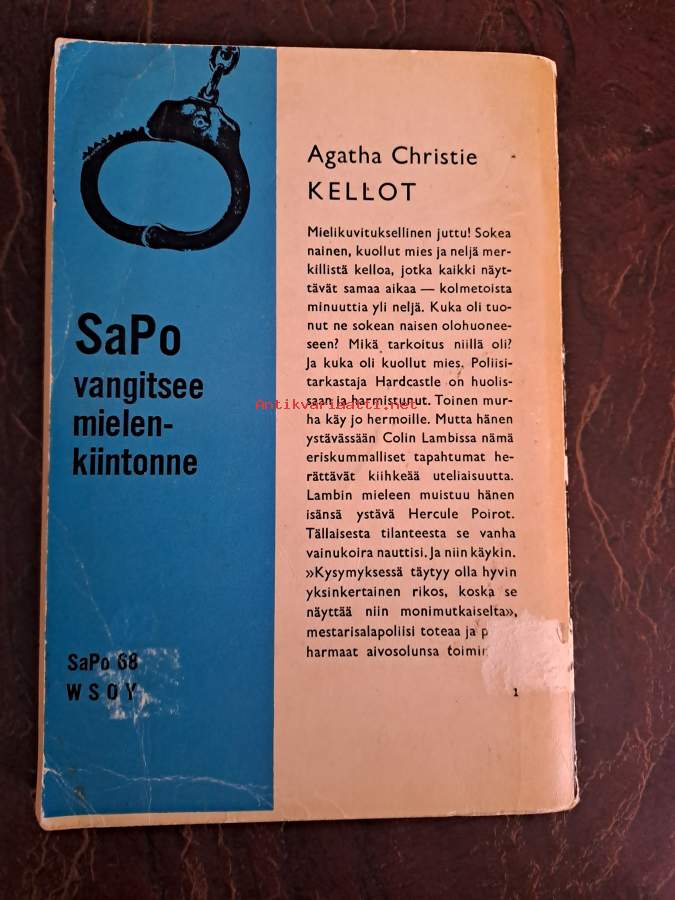 Agatha Christie
KELLOT
Mielikuvituksellinen juttu! Sokea
nainen, kuollut mies ja neljä mer-
killistä kelloa, jotka kaikki näyt-
tävät samaa aikaa — kolmetoista
minuuttia yli neljä. Kuka oli tuo-
nut ne sokean naisen olohuonee-
seen? Mikä tarkoitus niillä oli?
Ja kuka oli kuollut mies. Poliisi-
tarkastaja Hardcastle on huolis-
saan ja harmistunut. Toinen mur-
ha käy jo hermoille. Mutta hänen
ystävässään Colin Lambissa nämä
eriskummalliset tapahtumat he-
rättävät kiihkeää uteliaisuutta.
Lambin mieleen muistuu hänen
isänsä ystävä Hercule Poirot.
Tällaisesta tilanteesta se vanha
vainukoira nauttisi. Ja niin käykin.
»Kysymyksessä täytyy olla hyvin
yksinkertainen rikos, koska se
näyttää niin monimutkaiselta»,
mestarisalapoliisi toteaa ja
harmaat aivosolunsa
1
SaPo
vangitsee
mielen-
kiintonne
SaPo 68
WSOY
Antikvariaatti.net